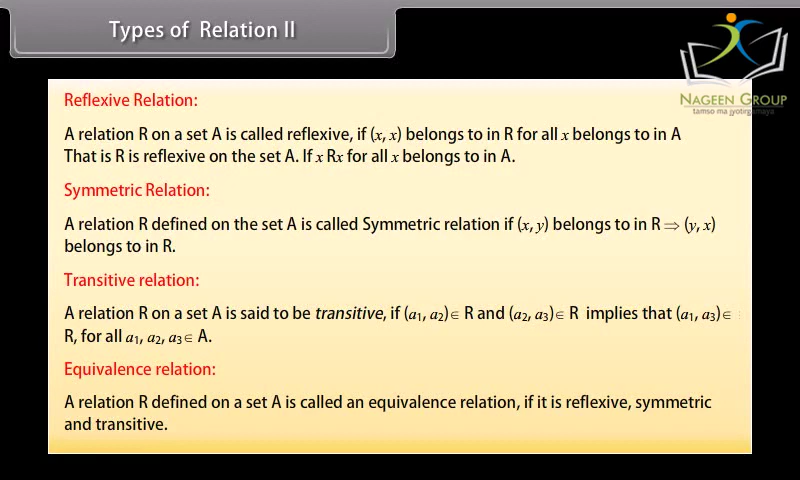 Types of Relation II
NAGEEN GROUP
tamso ma jyotirgamaya
Reflexive Relation:
A relation R on a set A is called reflexive, if (x, x) belongs to in R for all x belongs to in A
That is R is reflexive on the set A. If x Rx for all x belongs to in A.
Symmetric Relation:
A relation R defined on the set A is called Symmetric relation if (x, y) belongs to in R ⇒ (y, x)
belongs to in R.
Transitive relation:
A relation R on a set A is said to be transitive, if (a₁, a₂)∈ R and (a₂, a₃)∈ R implies that (a₁, a₃)∈
R, for all a₁, a₂, a₃∈ A.
Equivalence relation:
A relation R defined on a set A is called an equivalence relation, if it is reflexive, symmetric
and transitive.